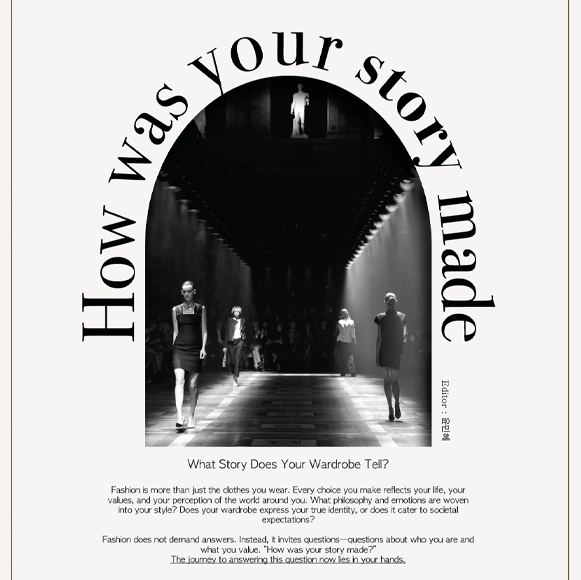 How was your story made
Editor : 윤민혜
What Story Does Your Wardrobe Tell?
Fashion is more than just the clothes you wear. Every choice you make reflects your life, your
values, and your perception of the world around you. What philosophy and emotions are woven
into your style? Does your wardrobe express your true identity, or does it cater to societal
expectations?
Fashion does not demand answers. Instead, it invites questions—questions about who you are and
what you value. "How was your story made?"
The journey to answering this question now lies in your hands.